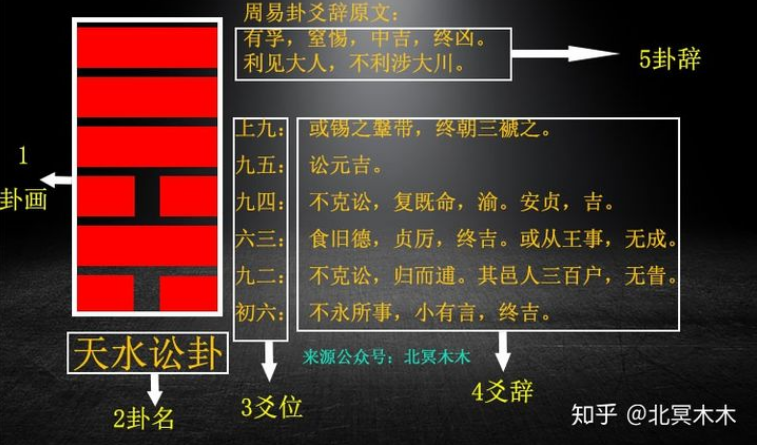 周易卦爻辞原文：
有孚，窒惕，中吉，终凶。
利见大人，不利涉大川。
5卦辞
上九： 或锡之鞶带，终朝三褫之。
九五： 讼元吉。
九四： 不克讼，复既命，渝。安贞，吉。
六三： 食旧德，贞厉，终吉。或从王事，无成。
九二： 不克讼，归而逋。其邑人三百户，无眚。
初六： 不永所事，小有言，终吉。
1
卦画
天水讼卦
来源公众号：北冥木木
2卦名
3爻位
4爻辞
知乎 @北冥木木